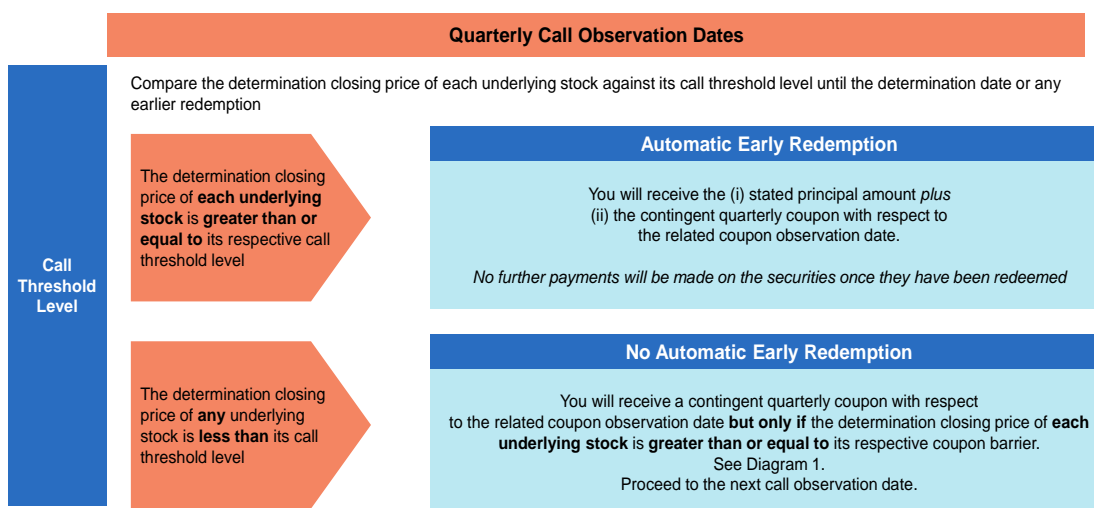 Quarterly Call Observation Dates
Compare the determination closing price of each underlying stock against its call threshold level until the determination date or any
earlier redemption
Call
Threshold
Level
The determination closing
price of each underlying
stock is greater than or
equal to its respective call
threshold level
Automatic Early Redemption
You will receive the (i) stated principal amount plus
(ii) the contingent quarterly coupon with respect to
the related coupon observation date.
No further payments will be made on the securities once they have been redeemed
The determination closing
price of any underlying
stock is less than its call
threshold level
No Automatic Early Redemption
You will receive a contingent quarterly coupon with respect
to the related coupon observation date but only if the determination closing price of each
underlying stock is greater than or equal to its respective coupon barrier.
See Diagram 1.
Proceed to the next call observation date.